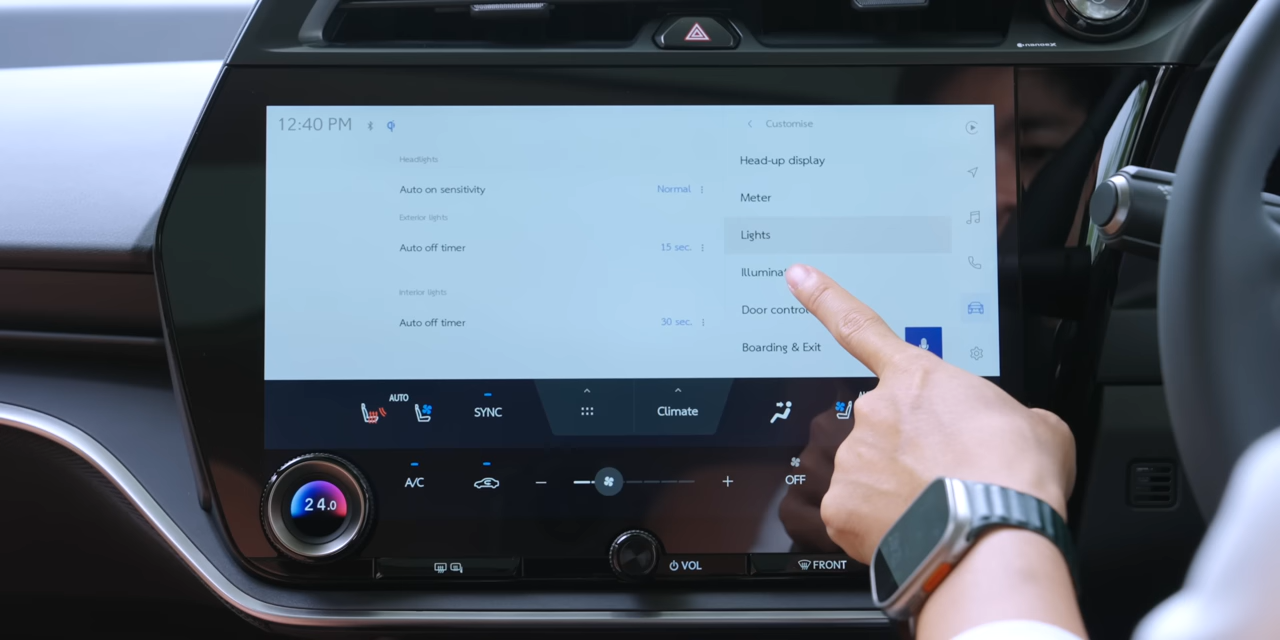 12:40 PM
Customise
Headlights
Auto on sensitivity
Normal
Exterior lights
Auto off timer
15 sec.
Interior lights
Auto off timer
30 sec.
Head-up display
Meter
Lights
Door control
Boarding & Exit
AUTO
SYNC
Climate
A/C
OFF
24.0
VOL
FRONT